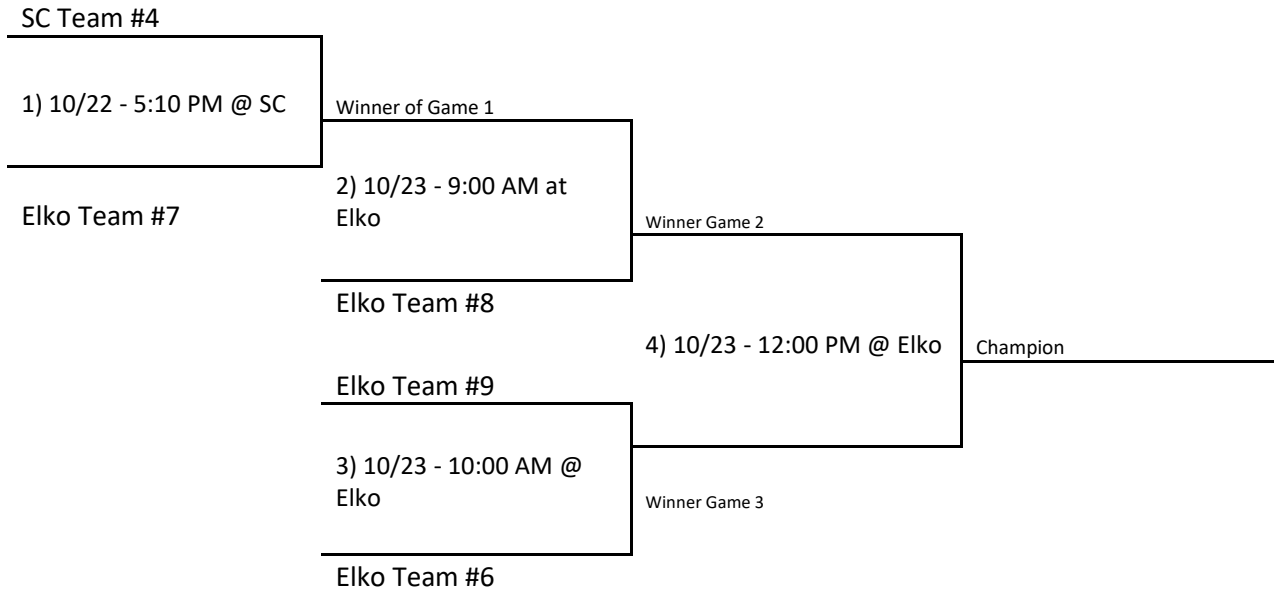 SC Team #4
1) 10/22 - 5:10 PM @ SC
Winner of Game 1
2) 10/23 - 9:00 AM at
Elko
Elko Team #7
Winner Game 2
Elko Team #8
4) 10/23 - 12:00 PM @ Elko
Champion
Elko Team #9
3) 10/23 - 10:00 AM @
Elko
Winner Game 3
Elko Team #6